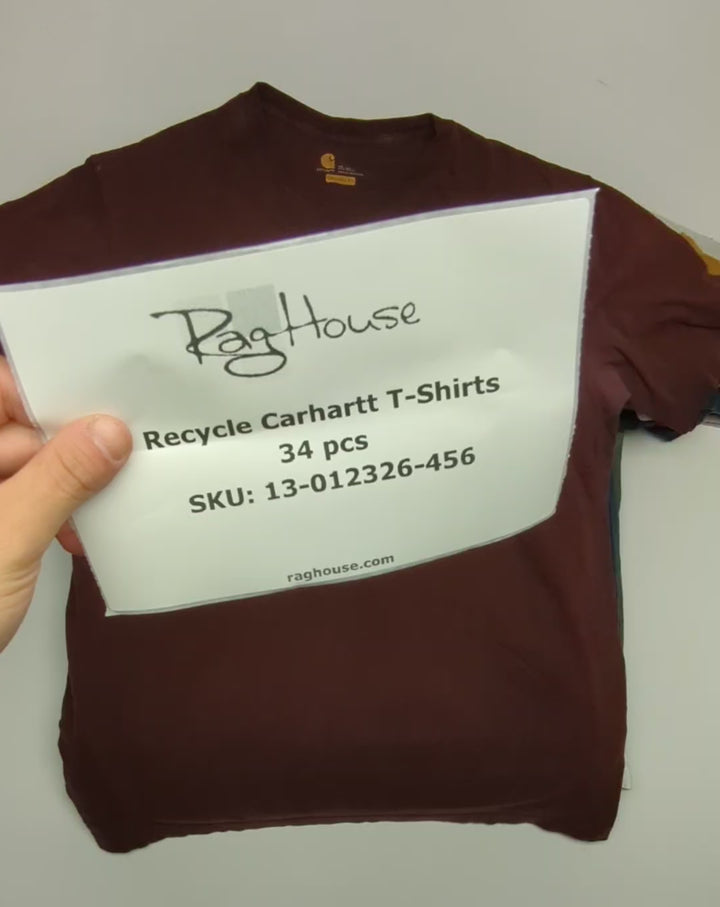 RagHouse
Recycle Carhartt T-Shirts
34 pcs
SKU: 13-012326-456
raghouse.com